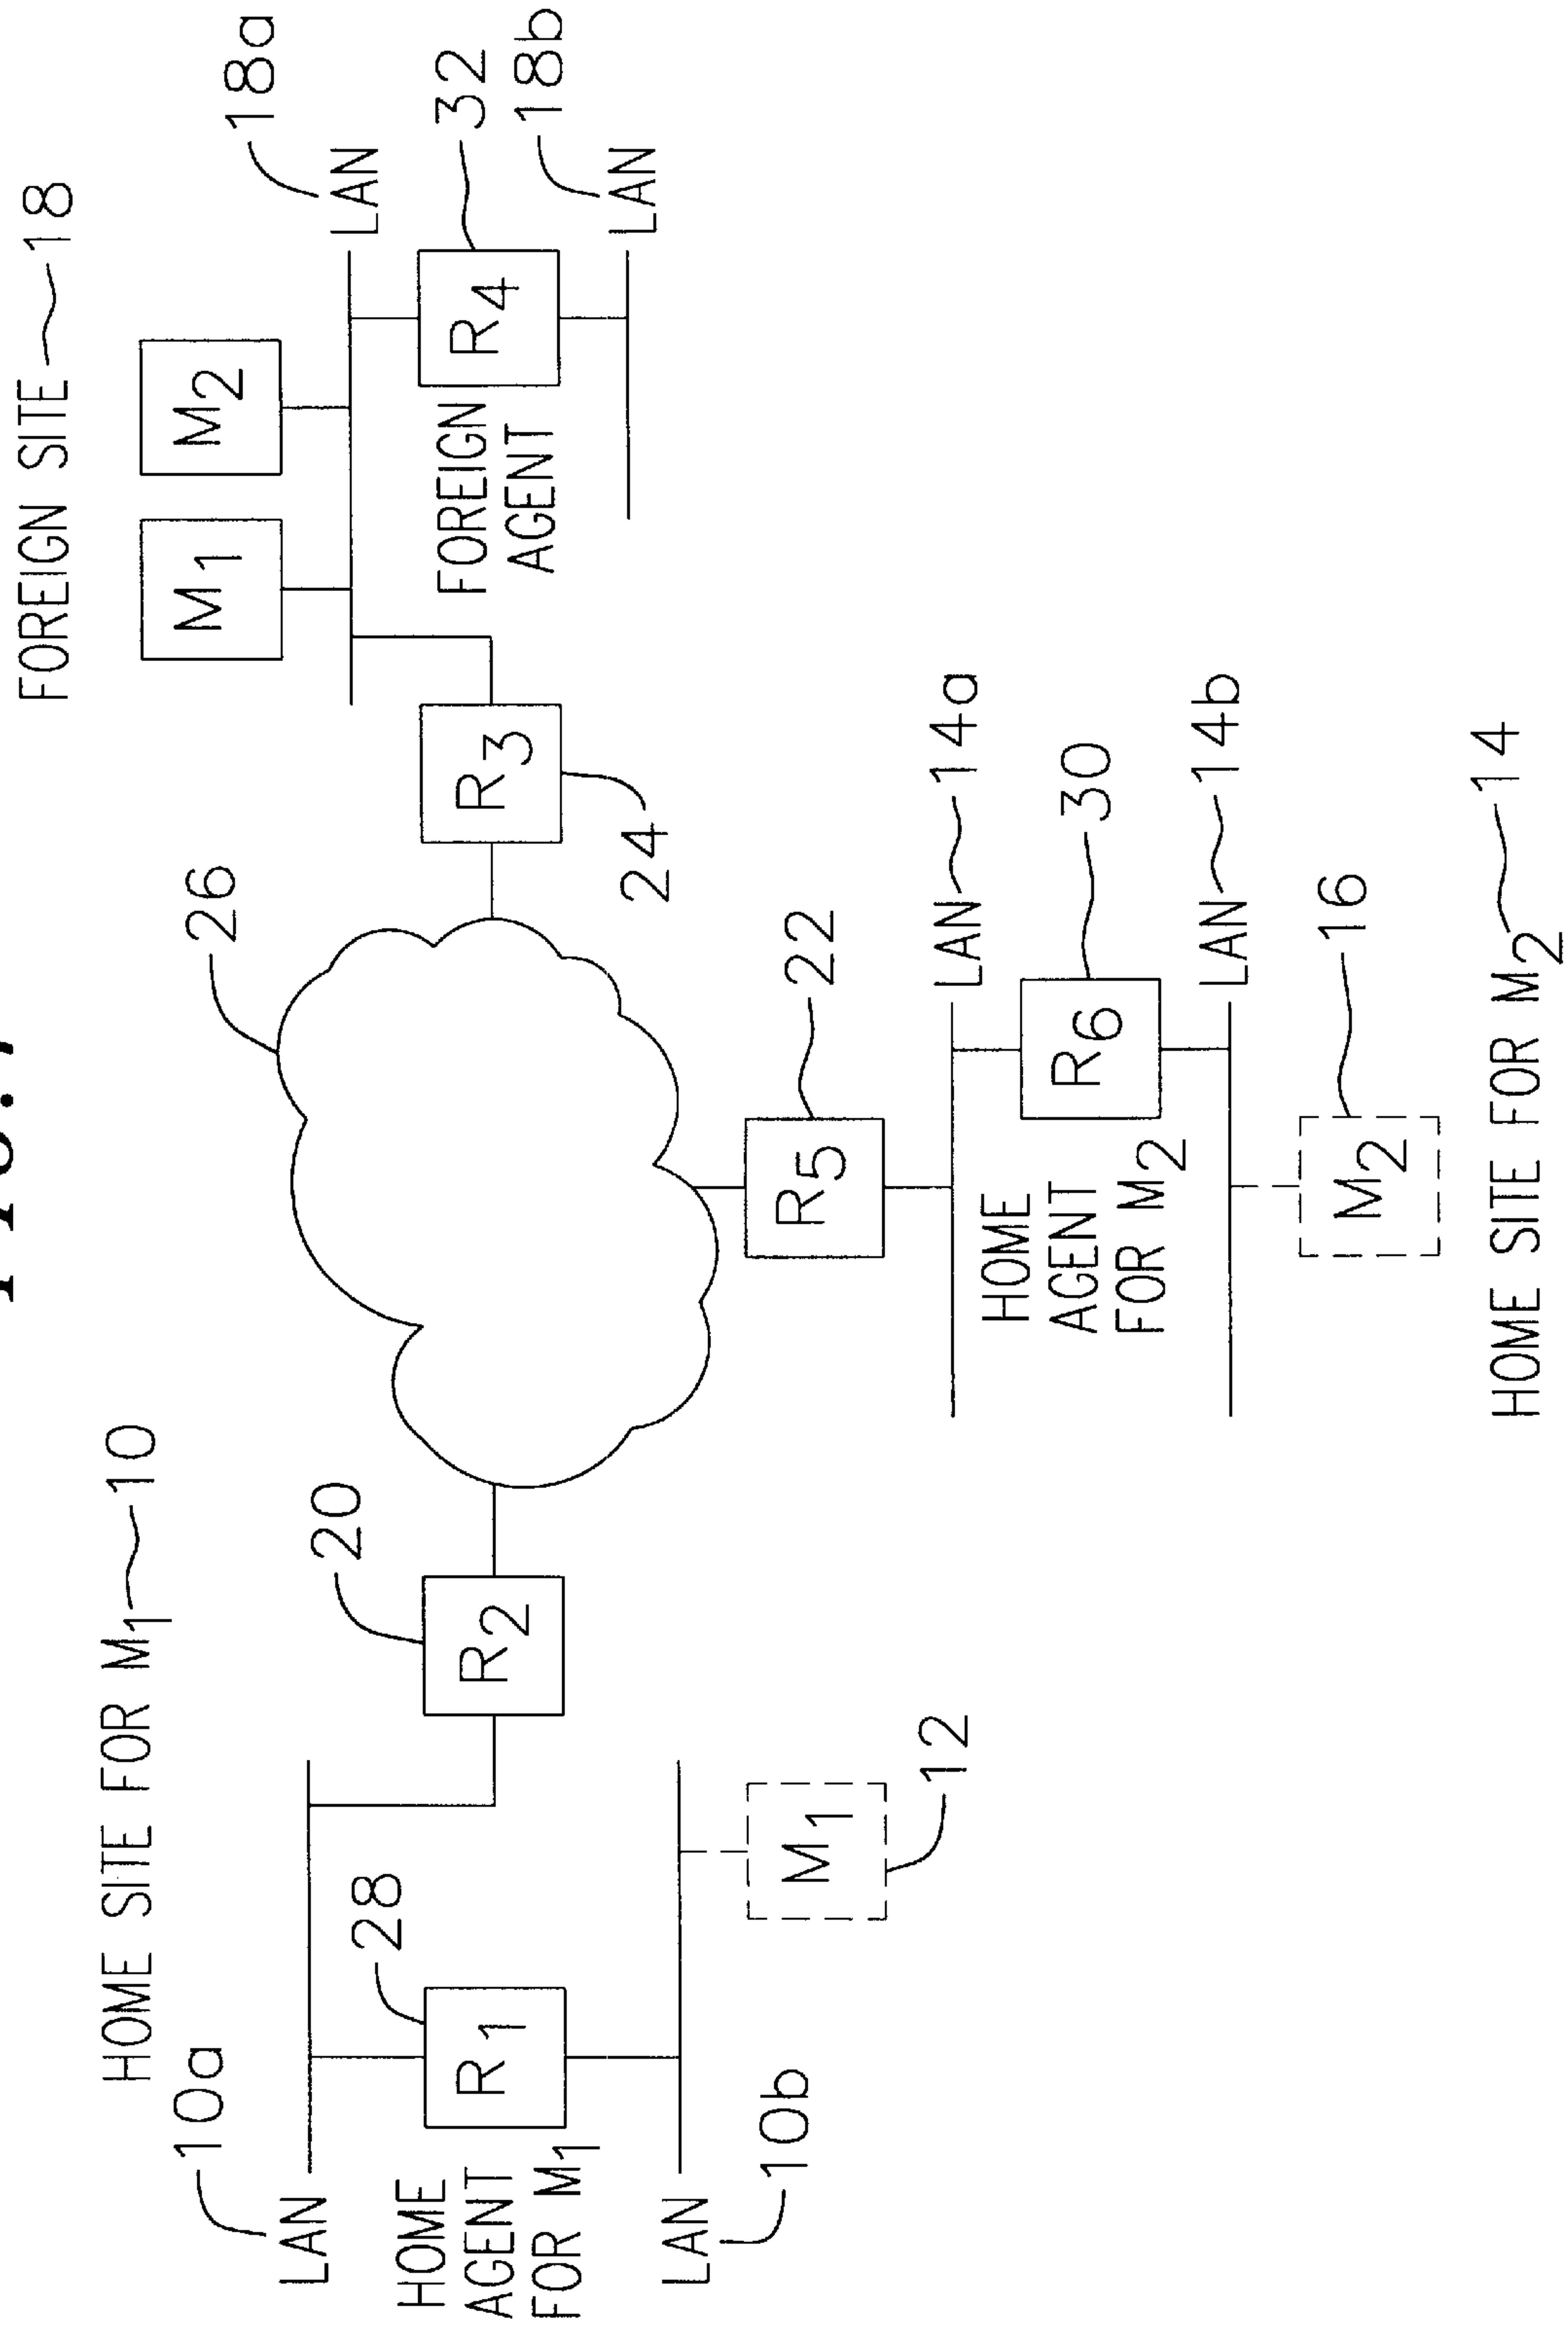 FOREIGN SITE 18
HOME SITE FOR M1 10
26
M1
M2
18a
LAN
10a
LAN
28
20
R1
R2
R3
24
R4
32
FOREIGN
AGENT
HOME
AGENT
FOR M1
18b
LAN
LAN
10b
M1
12
R5
22
LAN 14a
HOME
AGENT
FOR M2
R6
30
LAN 14b
M2
16
HOME SITE FOR M2 14